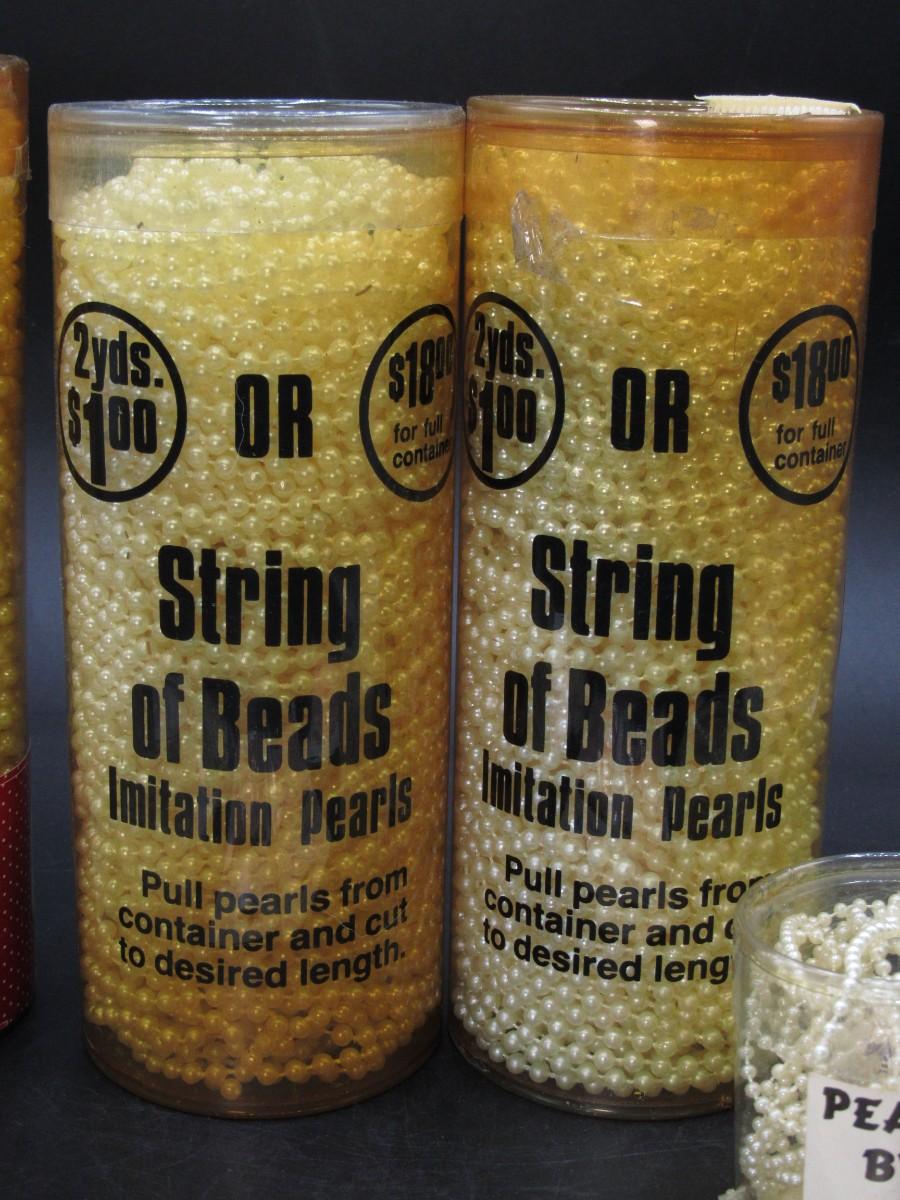 2yds.
$1.00
OR
$18.00
for full
container
String
of Beads
Imitation Pearls
Pull pearls from
container and cut
to desired length.
2yds.
$1.00
OR
$18.00
for full
container
String
of Beads
Imitation Pearls
Pull pearls from
container and
to desired